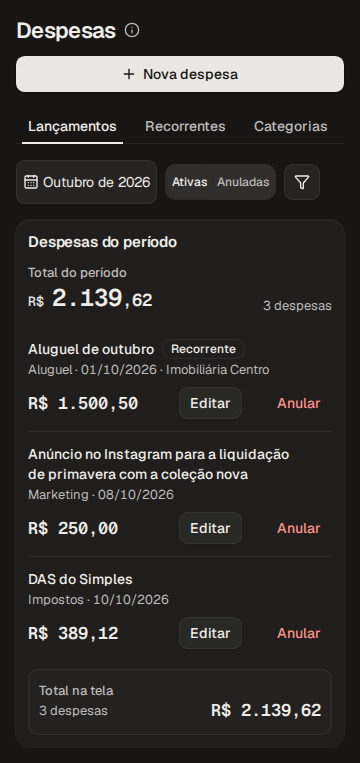 Despesas
Nova despesa
Lançamentos Recorrentes Categorias
Outubro de 2026 Ativas Anuladas
Despesas do período
Total do período
R$ 2.139,62
3 despesas
Aluguel de outubro Recorrente
Aluguel · 01/10/2026 · Imobiliária Centro
R$ 1.500,50 Editar Anular
Anúncio no Instagram para a liquidação
de primavera com a coleção nova
Marketing · 08/10/2026
R$ 250,00 Editar Anular
DAS do Simples
Impostos · 10/10/2026
R$ 389,12 Editar Anular
Total na tela
3 despesas
R$ 2.139,62